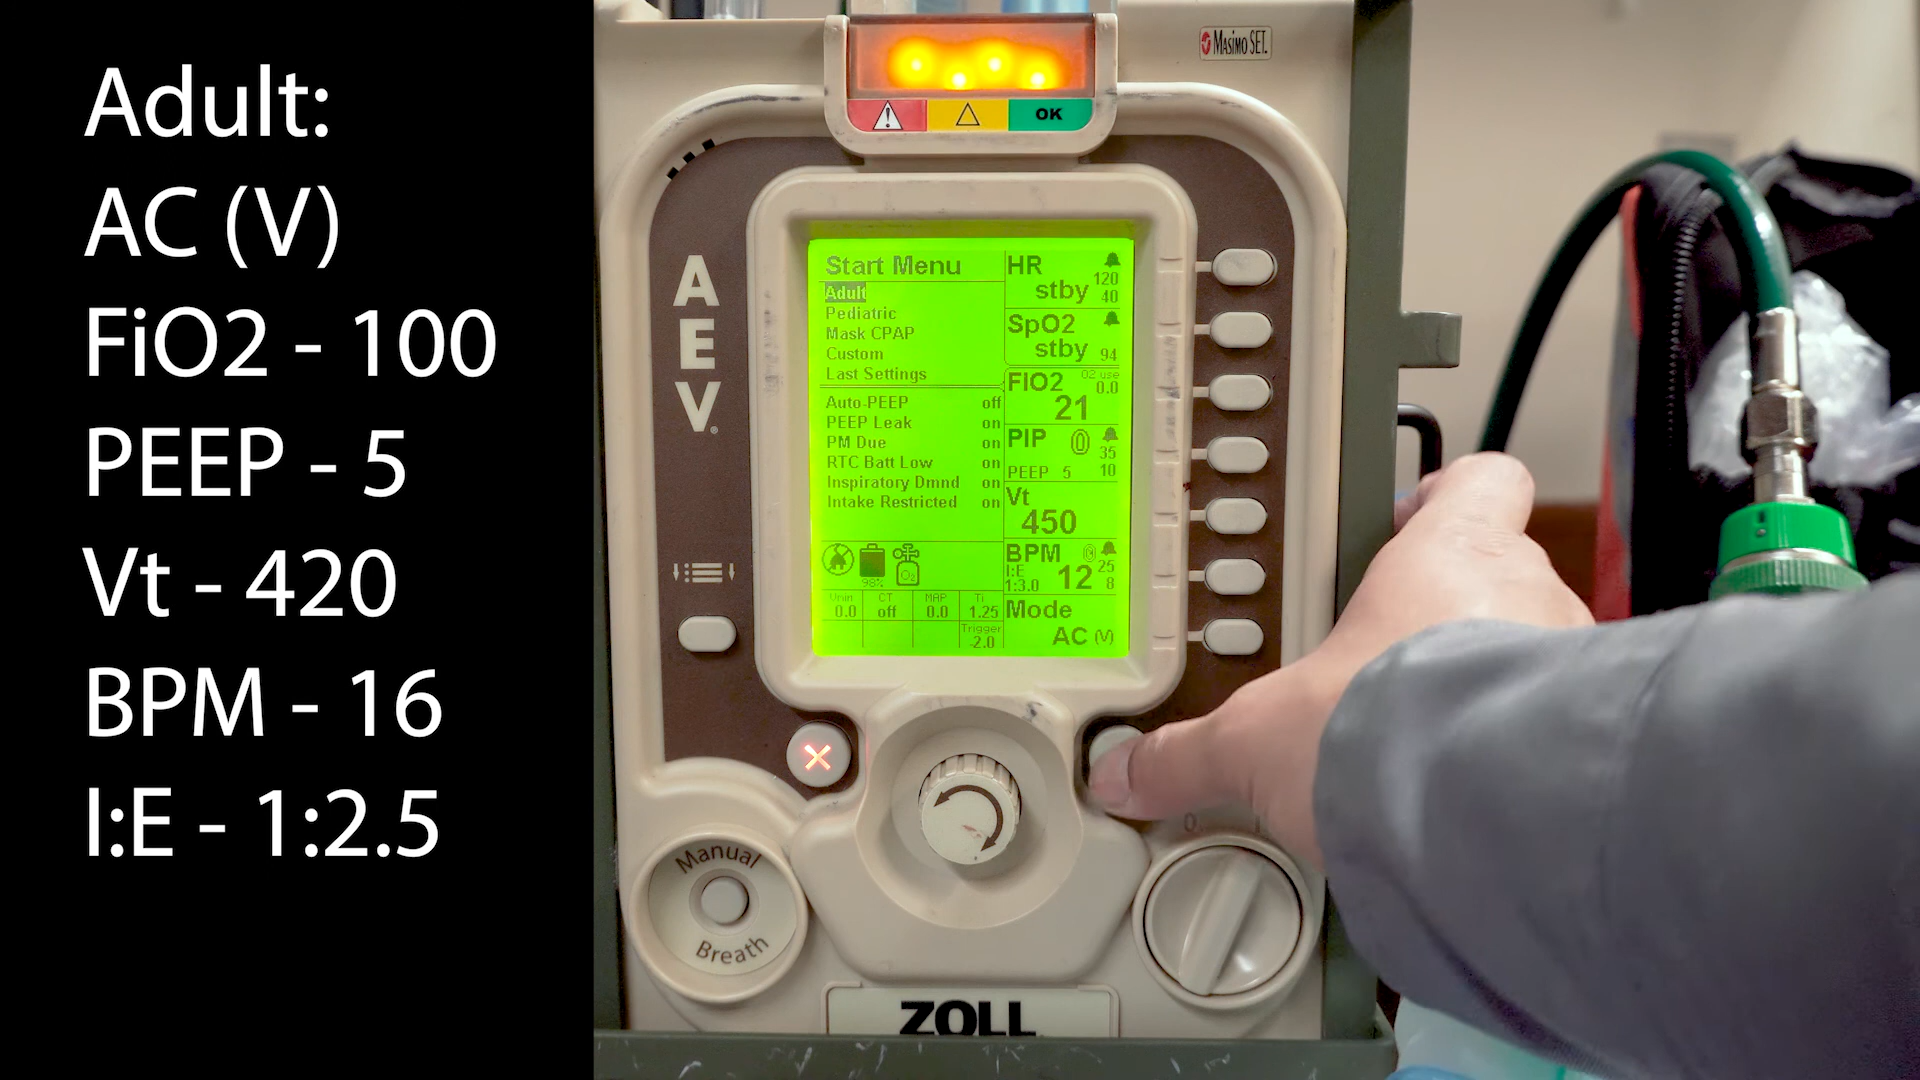 Adult:
AC (V)
FiO2 - 100
PEEP - 5
Vt - 420
BPM - 16
I:E - 1:2.5
Masimo SET.
OK
A
E
V
Start Menu
Adult
Pediatric
Mask CPAP
Custom
Last Settings
Auto-PEEP off
PEEP Leak on
PM Due on
RTC Batt Low on
Inspiratory Dmnd on
Intake Restricted on
98%
O2
Vmin CT MAP Ti
0.0 off 0.0 1.25
Trigger
-2.0
HR 120
stby 40
SpO2
stby 94
FIO2 O2 use
0.0
21
PIP 0 35
PEEP 5 10
Vt
450
BPM 25
I:E 12 8
1:3.0
Mode
AC (V)
Manual
Breath
ZOLL